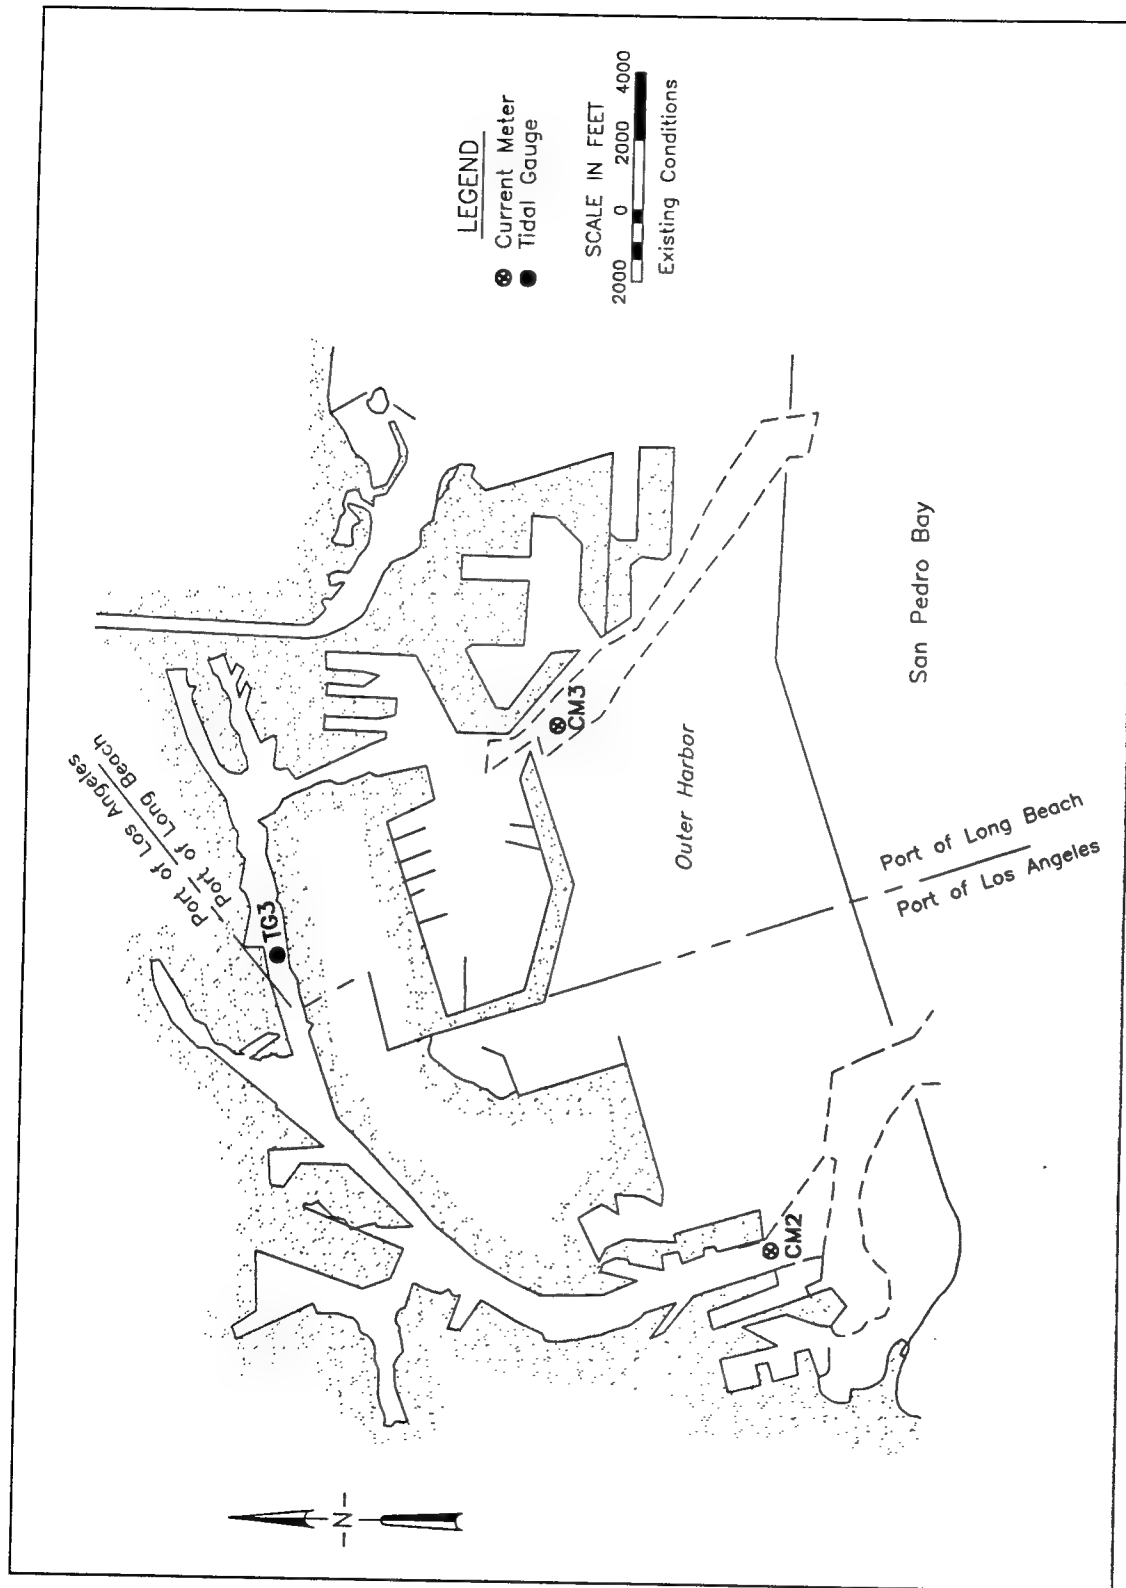 LEGEND
Current Meter
Tidal Gauge
SCALE IN FEET
2000 0 2000 4000
Existing Conditions
Port of Los Angeles
Port of Long Beach
TG3
CM3
Outer Harbor
San Pedro Bay
Port of Long Beach
Port of Los Angeles
CM2
-N-